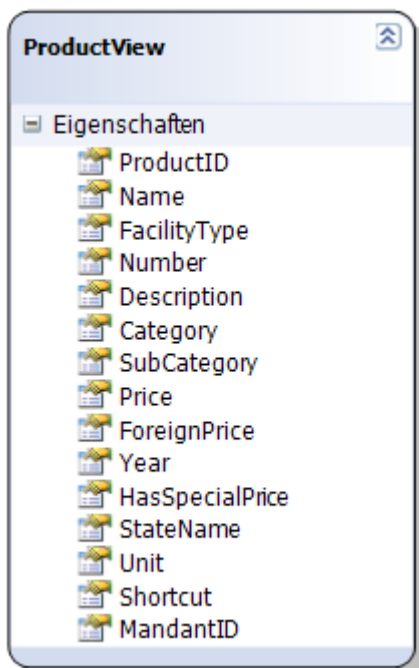 ProductView
Eigenschaften
ProductID
Name
FacilityType
Number
Description
Category
SubCategory
Price
ForeignPrice
Year
HasSpecialPrice
StateName
Unit
Shortcut
MandantID